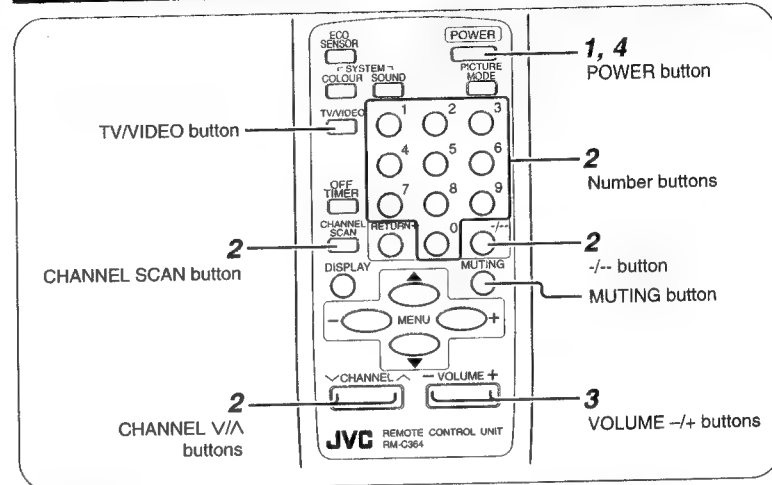 ECO
SENSOR
POWER
SYSTEM
COLOUR SOUND
PICTURE
MODE
TV/VIDEO
1 2 3
4 5 6
7 8 9
OFF
TIMER
CHANNEL
SCAN
RETURN+
0
-/--
DISPLAY
MUTING
- MENU +
CHANNEL
- VOLUME +
JVC
REMOTE CONTROL UNIT
RM-C364
TV/VIDEO button
2
CHANNEL SCAN button
2
CHANNEL ∨/∧
buttons
1, 4
POWER button
2
Number buttons
2
-/-- button
MUTING button
3
VOLUME –/+ buttons